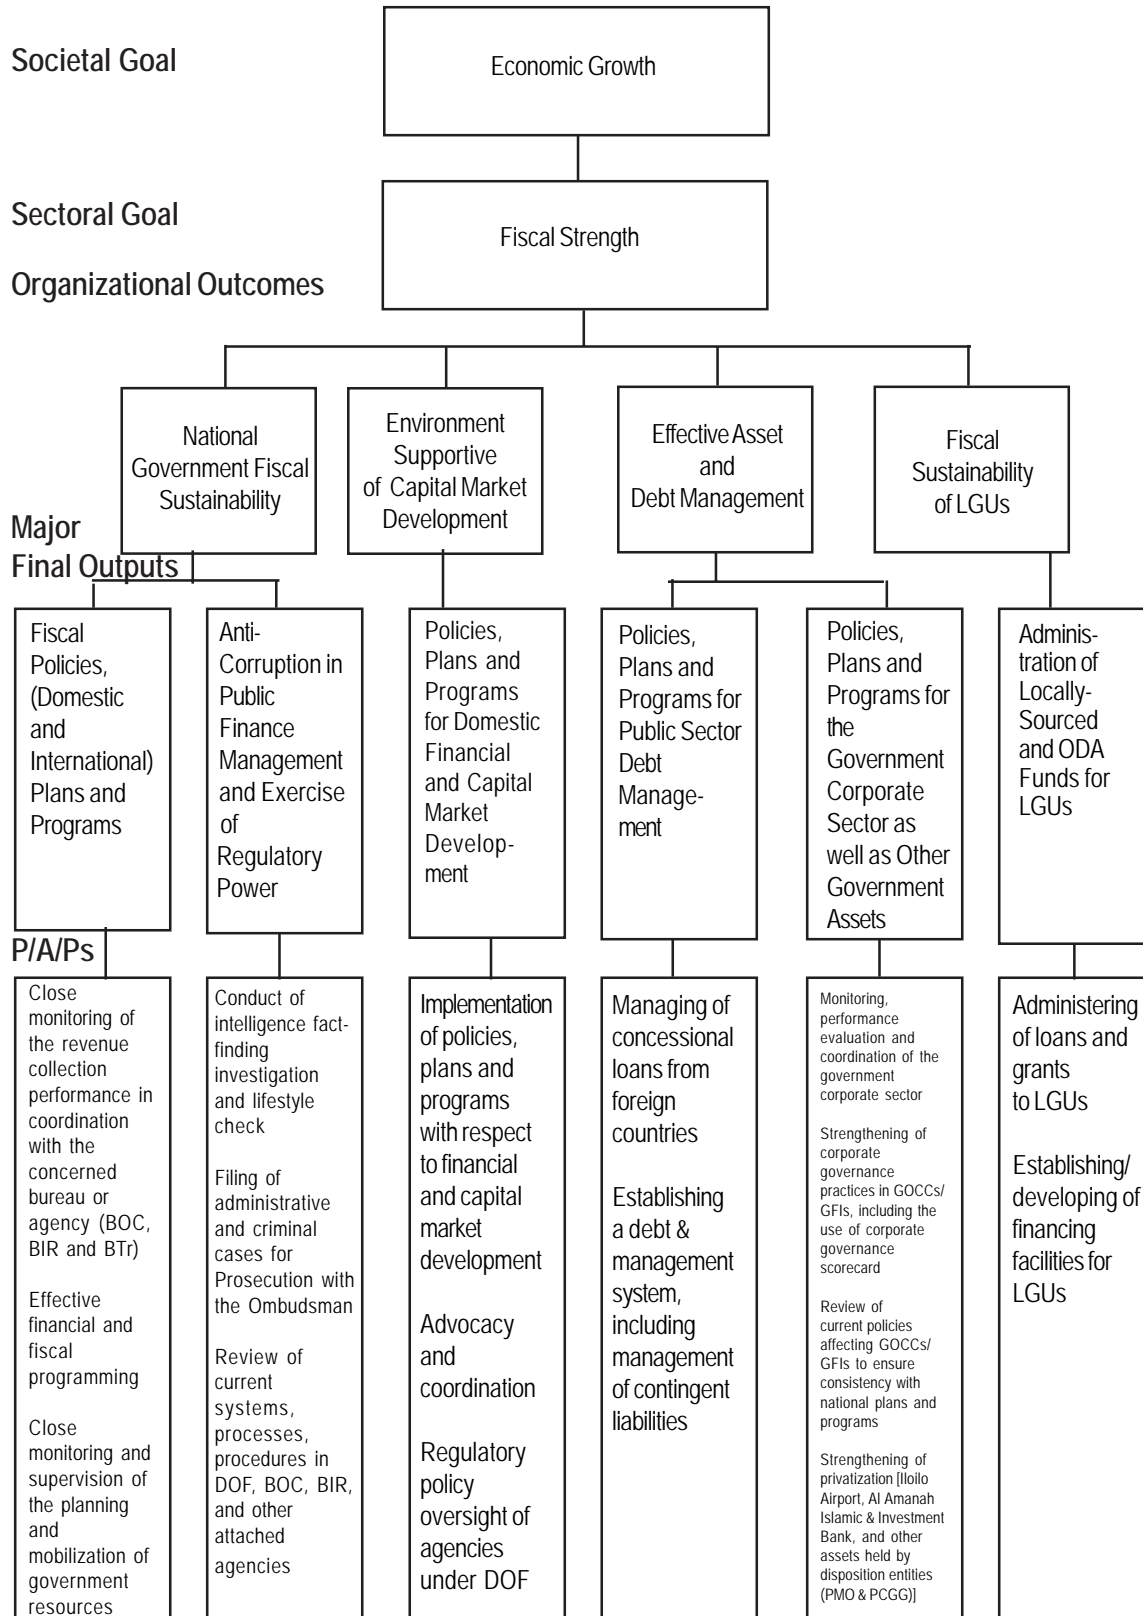 Societal Goal
Economic Growth
Sectoral Goal
Fiscal Strength
Organizational Outcomes
National
Government Fiscal
Sustainability
Environment
Supportive
of Capital Market
Development
Effective Asset
and
Debt Management
Fiscal
Sustainability
of LGUs
Major
Final Outputs
Fiscal
Policies,
(Domestic
and
International)
Plans and
Programs
Anti-
Corruption in
Public
Finance
Management
and Exercise
of
Regulatory
Power
Policies,
Plans and
Programs
for Domestic
Financial
and Capital
Market
Develop-
ment
Policies,
Plans and
Programs for
Public Sector
Debt
Manage-
ment
Policies,
Plans and
Programs for
the
Government
Corporate
Sector as
well as Other
Government
Assets
Adminis-
tration of
Locally-
Sourced
and ODA
Funds for
LGUs
P/A/Ps
Close
monitoring of
the revenue
collection
performance in
coordination
with the
concerned
bureau or
agency (BOC,
BIR and BTr)
Effective
financial and
fiscal
programming
Close
monitoring and
supervision of
the planning
and
mobilization of
government
resources
Conduct of
intelligence fact-
finding
investigation
and lifestyle
check
Filing of
administrative
and criminal
cases for
Prosecution with
the Ombudsman
Review of
current
systems,
processes,
procedures in
DOF, BOC, BIR,
and other
attached
agencies
Implementation
of policies,
plans and
programs
with respect
to financial
and capital
market
development
Advocacy
and
coordination
Regulatory
policy
oversight of
agencies
under DOF
Managing of
concessional
loans from
foreign
countries
Establishing
a debt &
management
system,
including
management
of contingent
liabilities
Monitoring,
performance
evaluation and
coordination of the
government
corporate sector
Strengthening of
corporate
governance
practices in GOCCs/
GFIs, including the
use of corporate
governance
scorecard
Review of
current policies
affecting GOCCs/
GFIs to ensure
consistency with
national plans and
programs
Strengthening of
privatization [Iloilo
Airport, Al Amanah
Islamic & Investment
Bank, and other
assets held by
disposition entities
(PMO & PCGG)]
Administering
of loans and
grants
to LGUs
Establishing/
developing of
financing
facilities for
LGUs